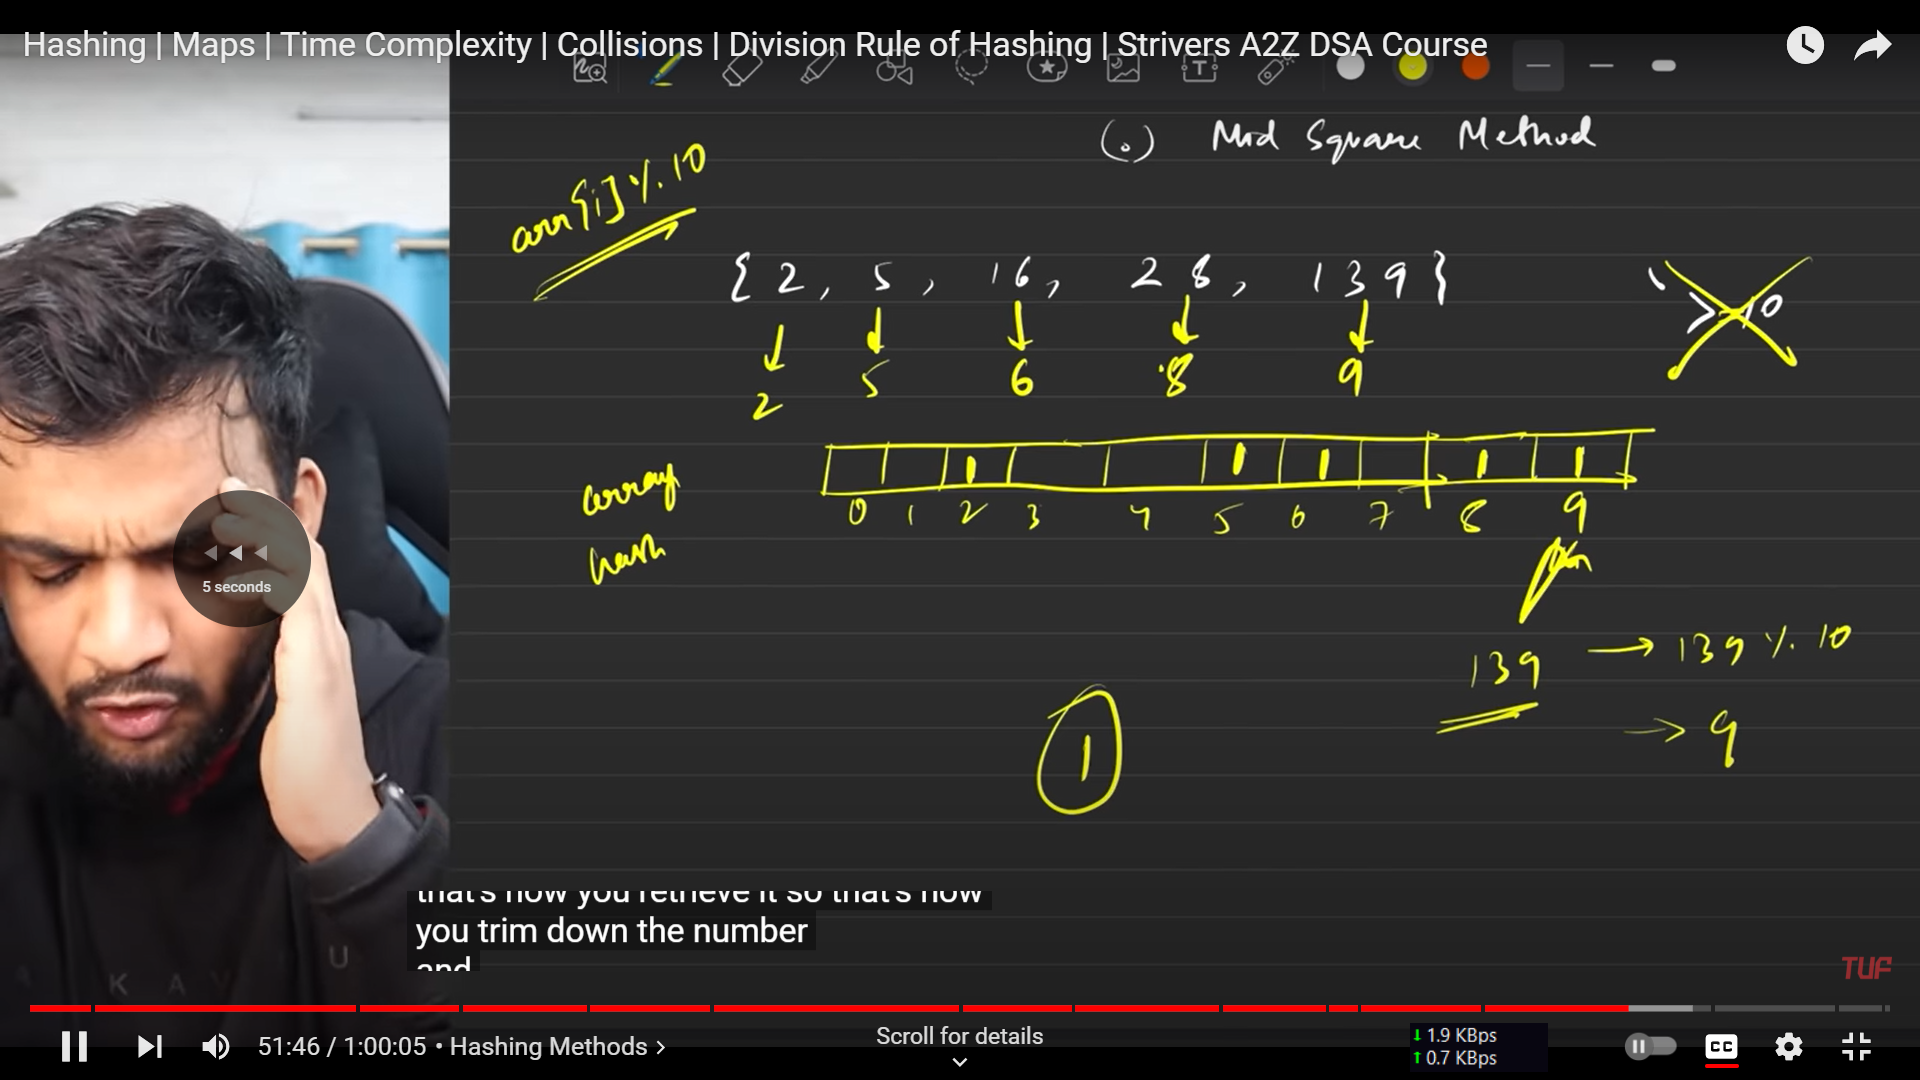 Hashing | Maps | Time Complexity | Collisions | Division Rule of Hashing | Strivers A2Z DSA Course
(.) Mid Square Method
arr[i] % 10
{ 2, 5, 16, 28, 139 }
> 10
2 5 6 8 9
array
hash
1 1 1 1 1
0 1 2 3 4 5 6 7 8 9
139 → 139 % 10
→ 9
1
5 seconds
that's how you retrieve it so that's how
you trim down the number
and
U
K A
TUF
51:46 / 1:00:05 • Hashing Methods >
Scroll for details
1.9 KBps
0.7 KBps
CC